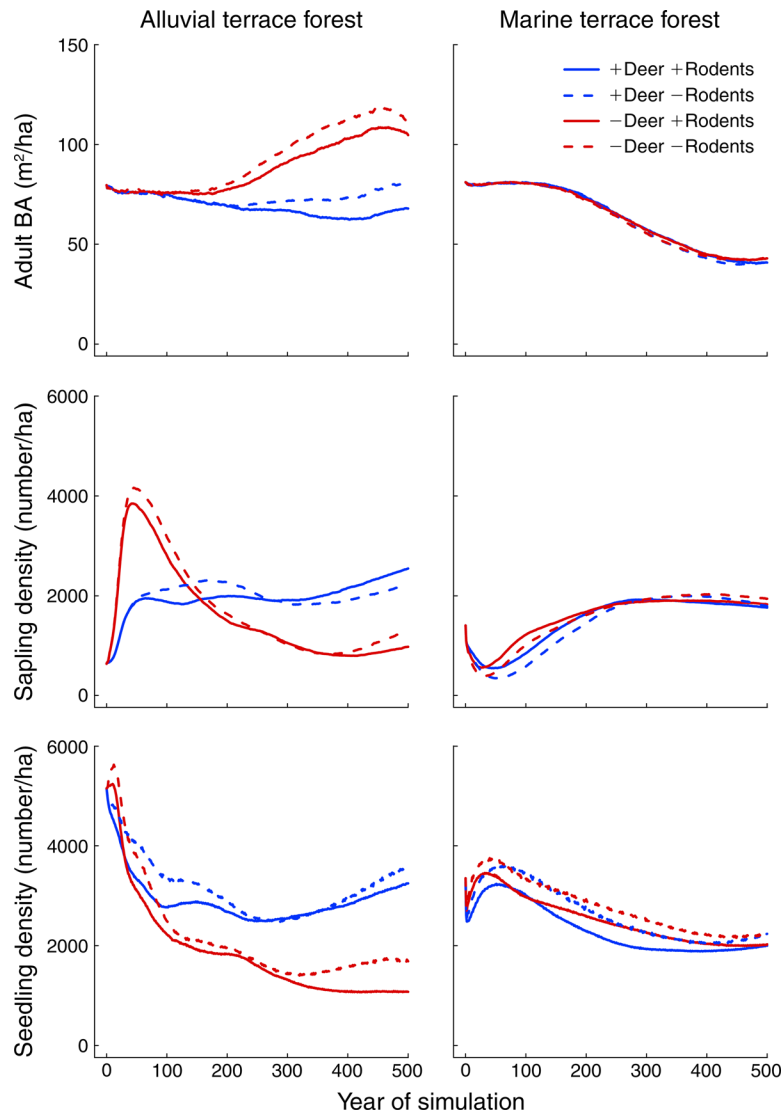 Alluvial terrace forest
Marine terrace forest
Adult BA (m²/ha)
150
100
50
0
+Deer +Rodents
+Deer −Rodents
−Deer +Rodents
−Deer −Rodents
Sapling density (number/ha)
6000
4000
2000
0
Seedling density (number/ha)
6000
4000
2000
0
0 100 200 300 400 500
0 100 200 300 400 500
Year of simulation